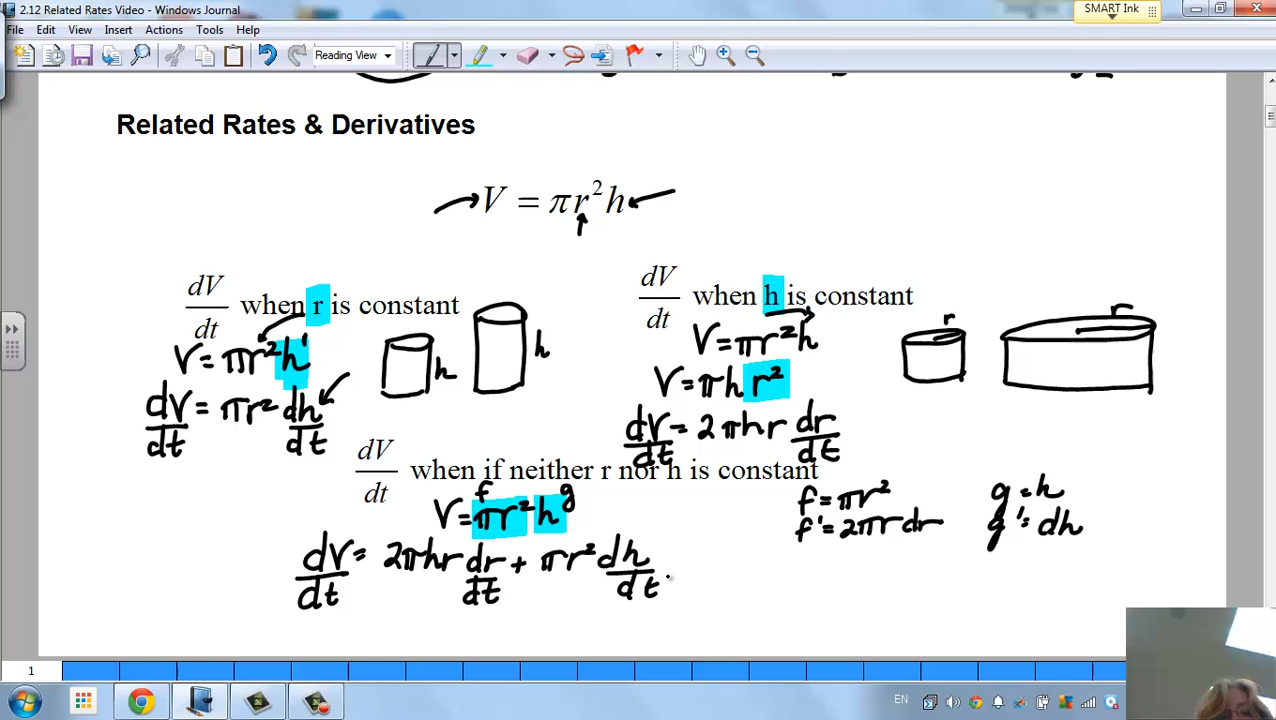 2.12 Related Rates Video - Windows Journal
SMART Ink
File Edit View Insert Actions Tools Help
Reading View
Related Rates & Derivatives
V = πr²h
dV/dt when r is constant
V = πr²h'
dV/dt = πr² dh/dt
h
h
dV/dt when h is constant
V = πr²h
V = πh r²
dV/dt = 2πhr dr/dt
r
r
dV/dt when if neither r nor h is constant
f g
V = πr² h
dV/dt = 2πhr dr/dt + πr² dh/dt
f = πr²
f' = 2πr dr
g = h
g' = dh
1
EN